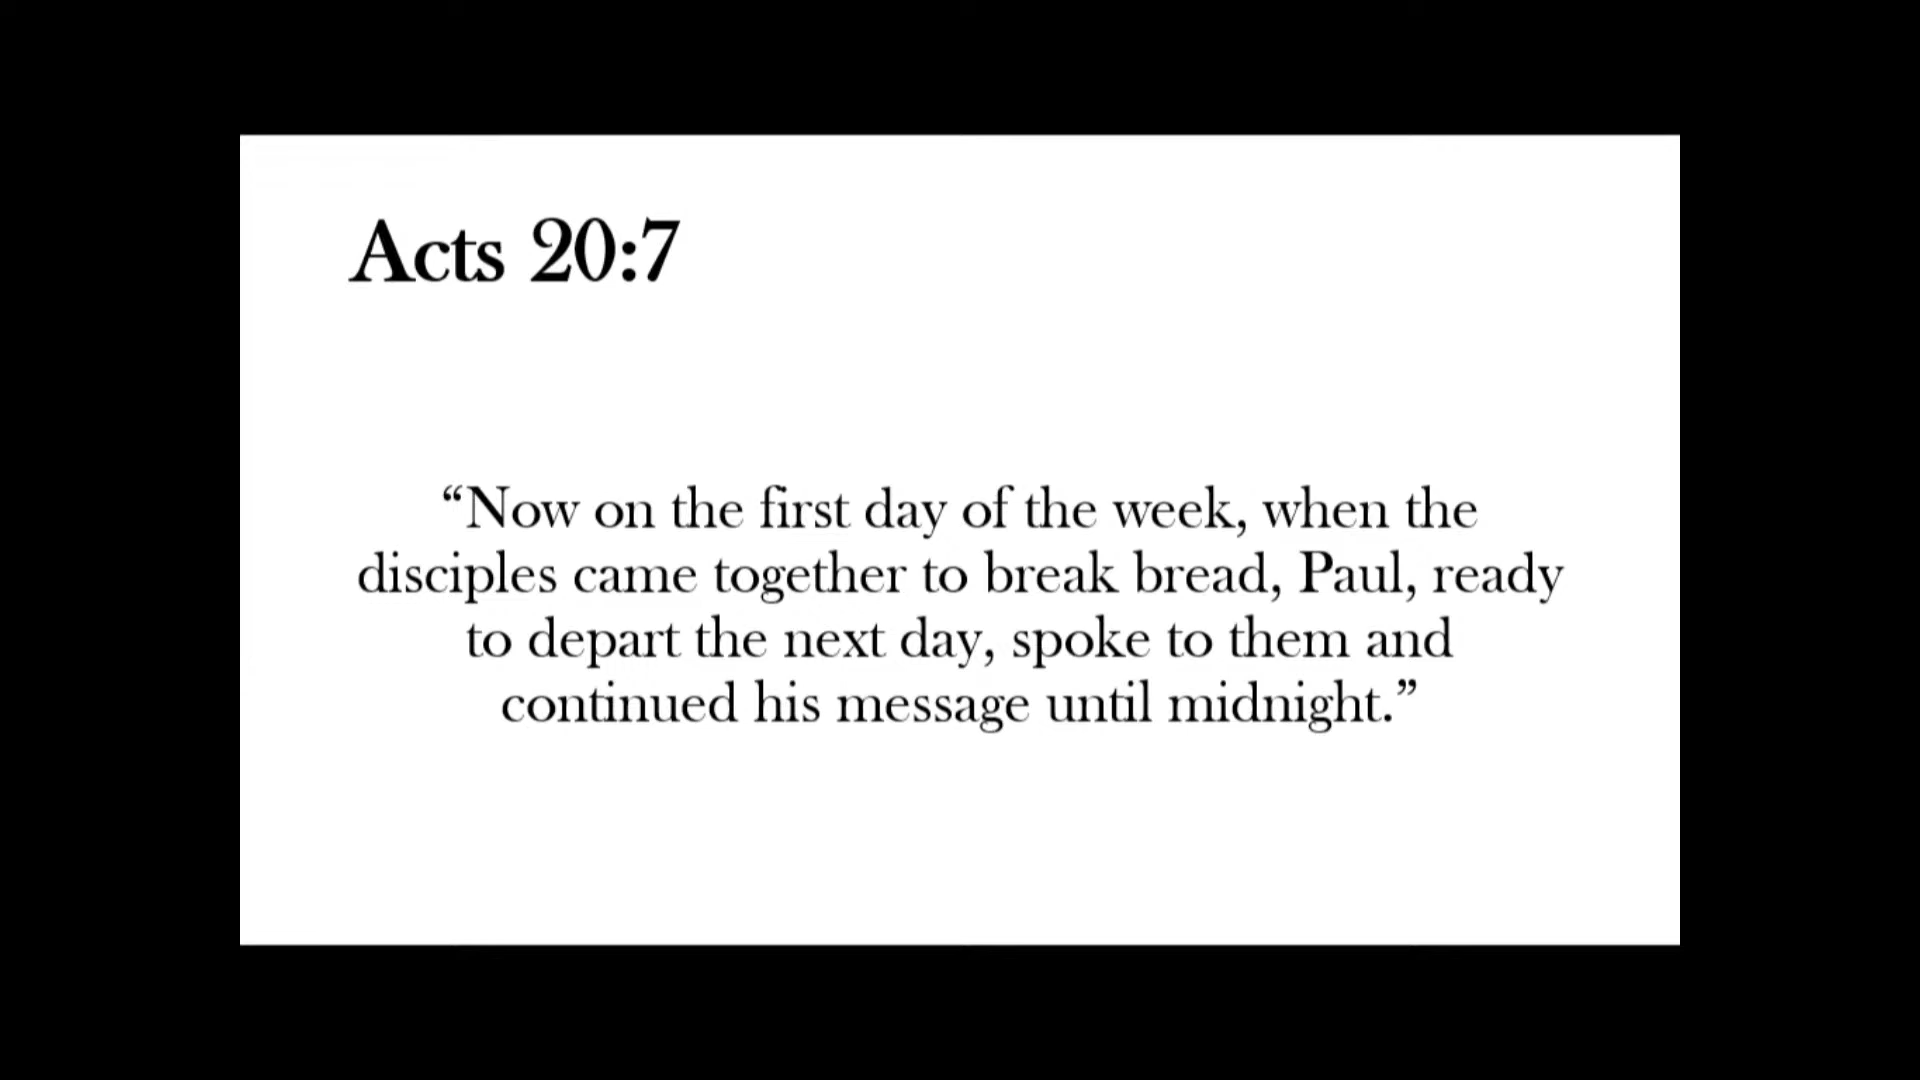 Acts 20:7
“Now on the first day of the week, when the
disciples came together to break bread, Paul, ready
to depart the next day, spoke to them and
continued his message until midnight.”